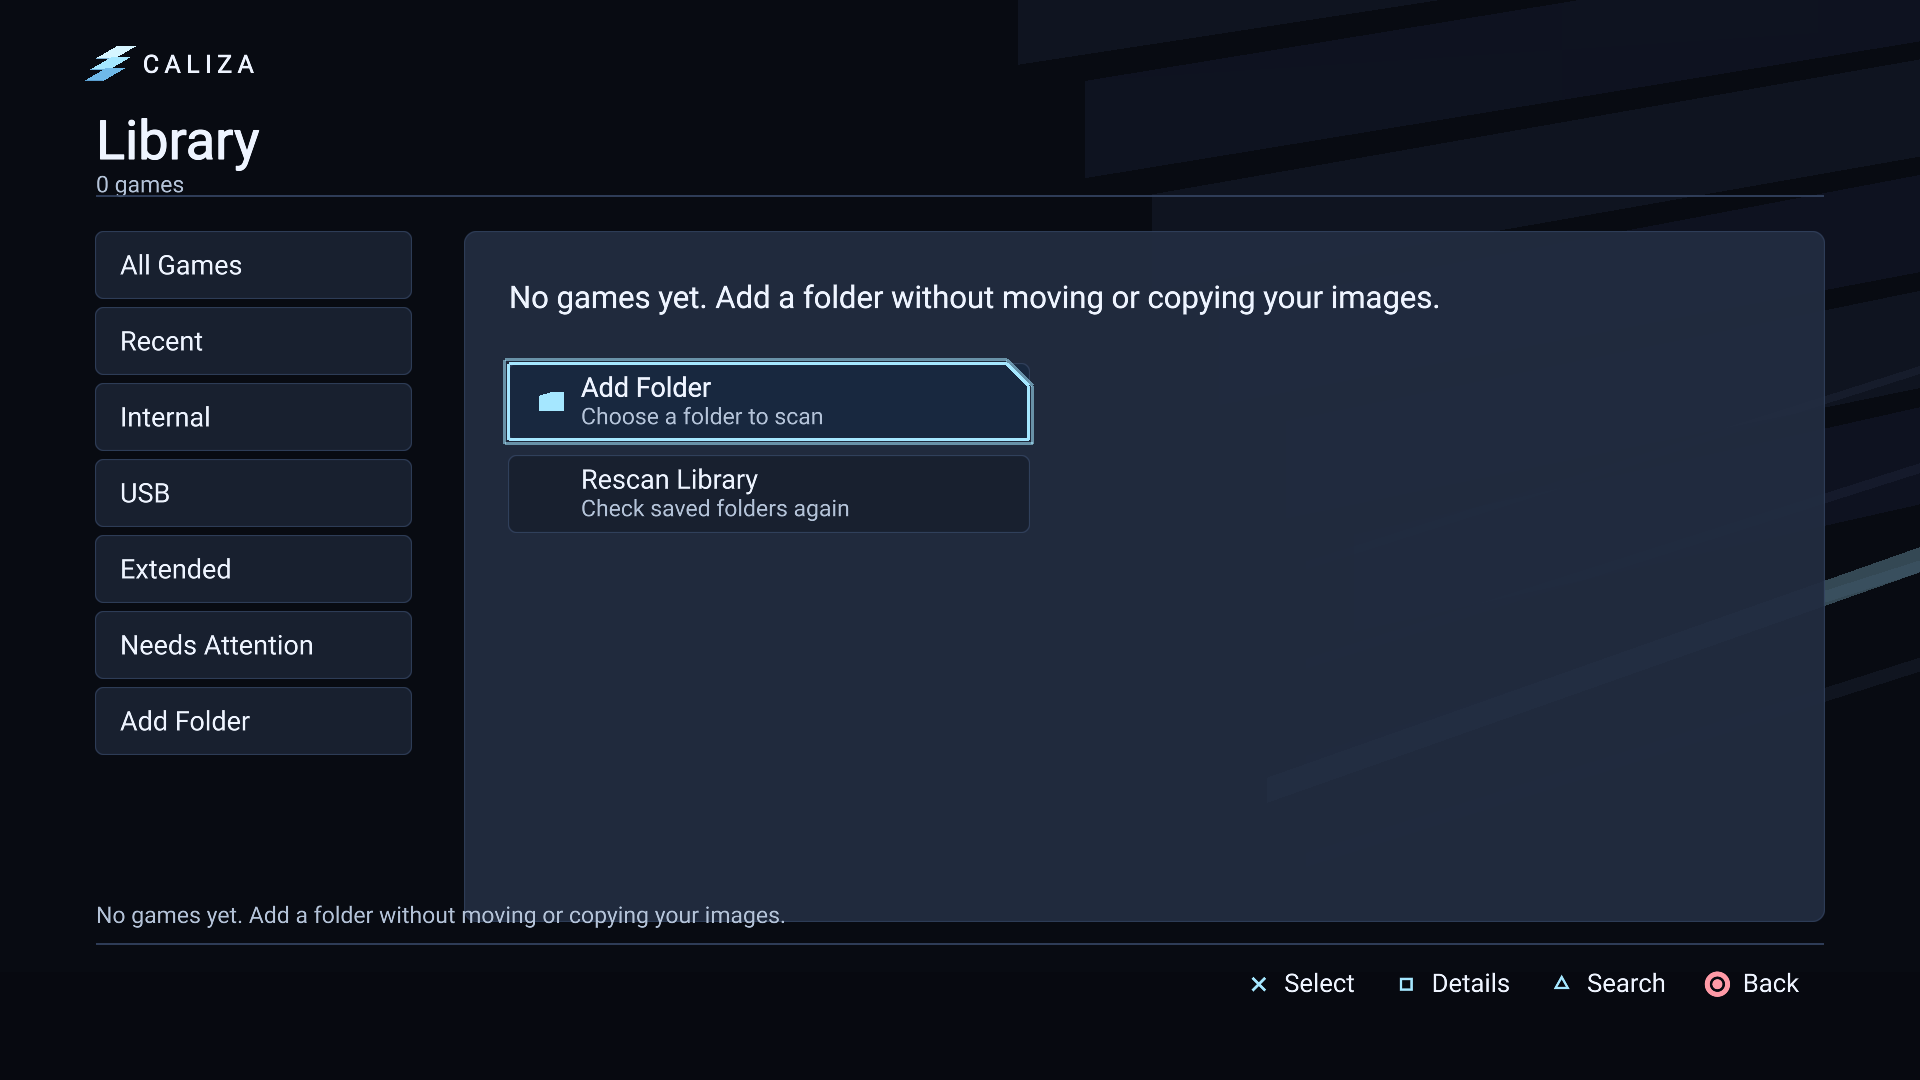 CALIZA
Library
0 games
All Games
Recent
Internal
USB
Extended
Needs Attention
Add Folder
No games yet. Add a folder without moving or copying your images.
Add Folder
Choose a folder to scan
Rescan Library
Check saved folders again
No games yet. Add a folder without moving or copying your images.
Select Details Search Back